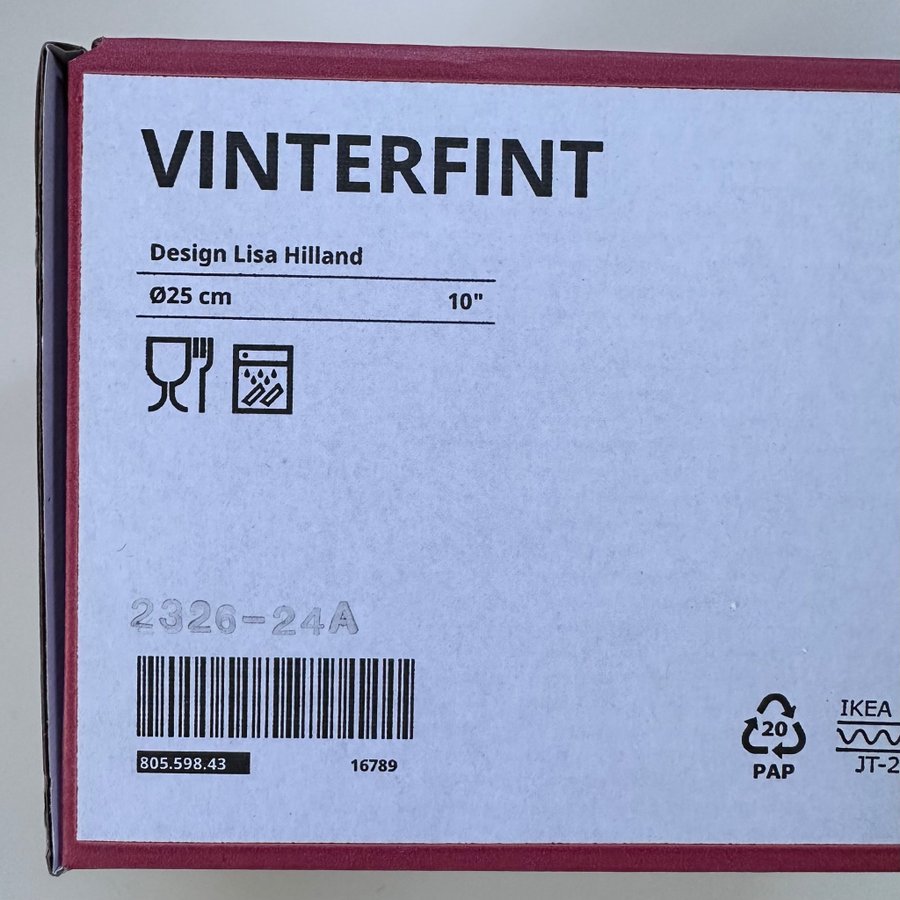 VINTERFINT
Design Lisa Hilland
Ø25 cm 10"
2326-24A
805.598.43 16789
20
PAP
IKEA
JT-2